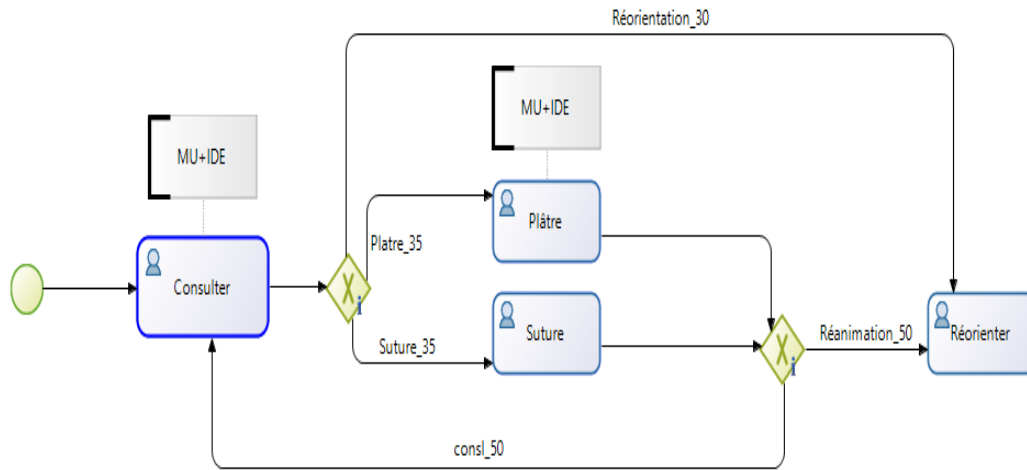 Réorientation_30
MU+IDE
MU+IDE
Plâtre
Platre_35
Consulter
X
i
Suture_35
Suture
X
i
Réanimation_50
Réorienter
consl_50